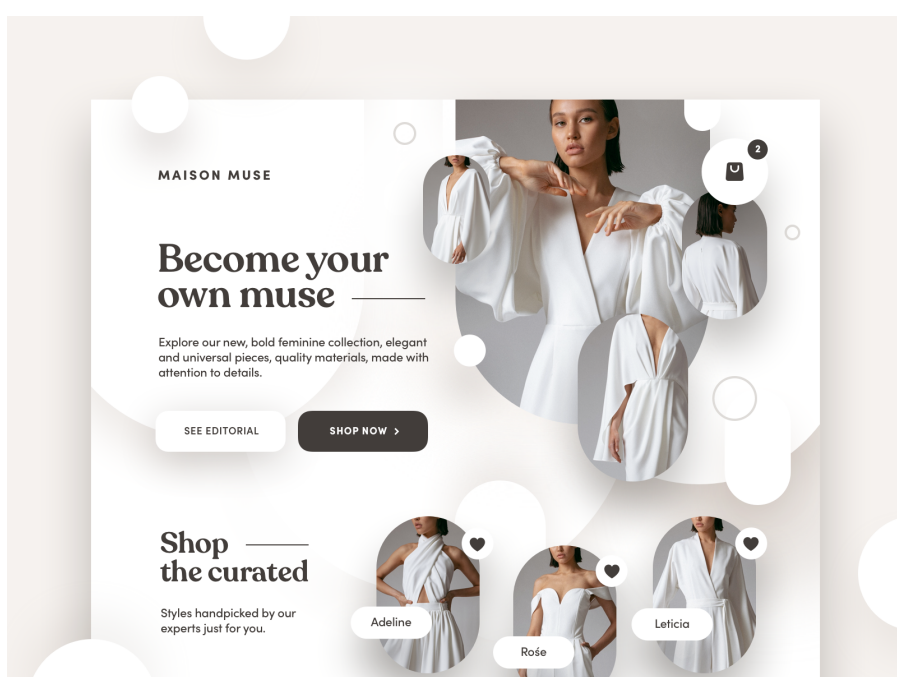 MAISON MUSE
2
Become your
own muse
Explore our new, bold feminine collection, elegant
and universal pieces, quality materials, made with
attention to details.
SEE EDITORIAL
SHOP NOW
Shop
the curated
Styles handpicked by our
experts just for you.
Adeline
Rośe
Leticia